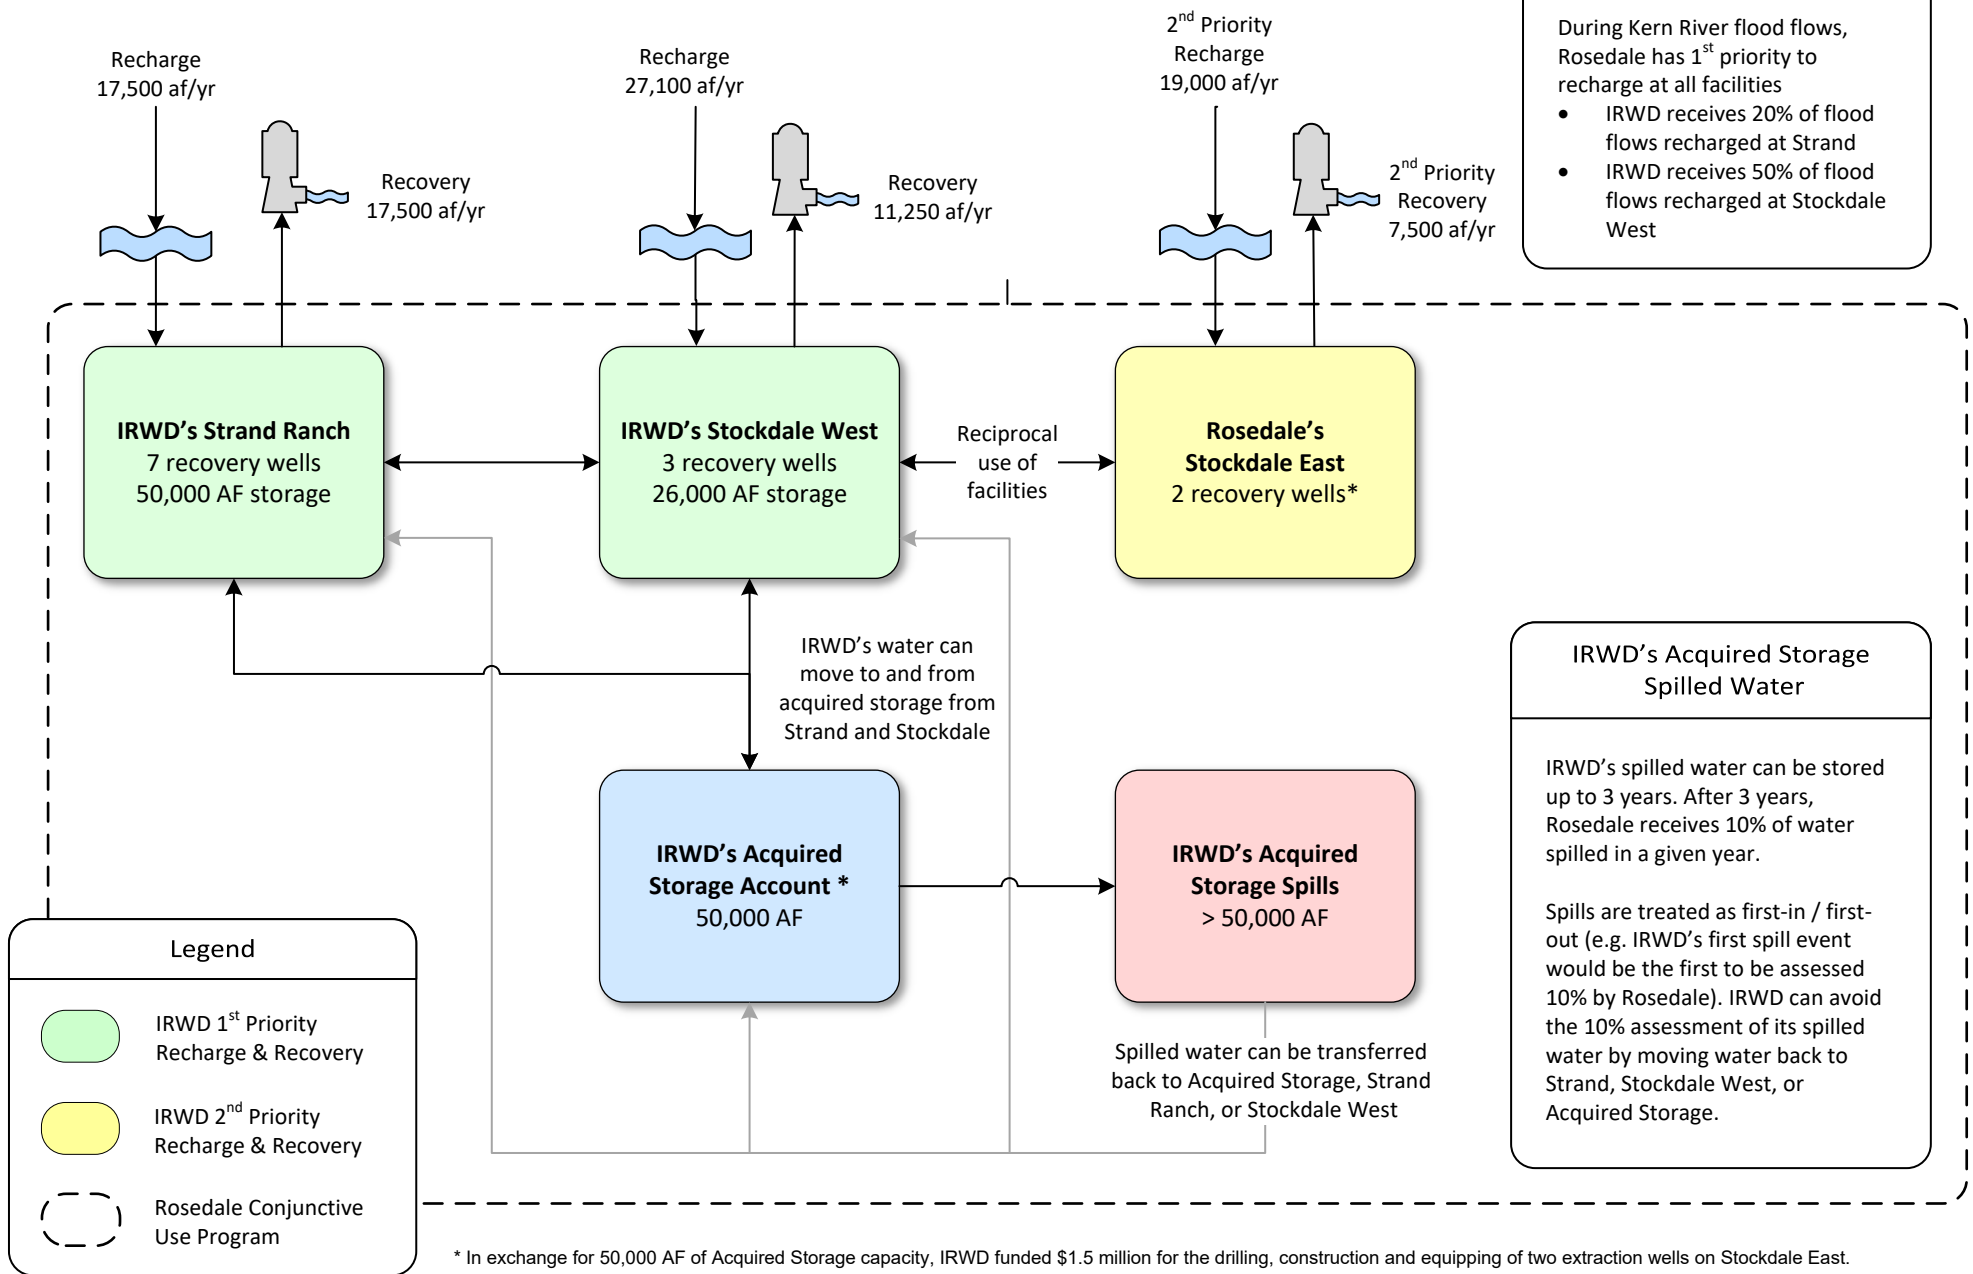 Recharge
17,500 af/yr
Recovery
17,500 af/yr
Recharge
27,100 af/yr
Recovery
11,250 af/yr
2nd Priority
Recharge
19,000 af/yr
2nd Priority
Recovery
7,500 af/yr
During Kern River flood flows,
Rosedale has 1st priority to
recharge at all facilities
• IRWD receives 20% of flood
flows recharged at Strand
• IRWD receives 50% of flood
flows recharged at Stockdale
West
IRWD’s Strand Ranch
7 recovery wells
50,000 AF storage
IRWD’s Stockdale West
3 recovery wells
26,000 AF storage
Reciprocal
use of
facilities
Rosedale’s
Stockdale East
2 recovery wells*
IRWD’s water can
move to and from
acquired storage from
Strand and Stockdale
IRWD’s Acquired
Storage Account *
50,000 AF
IRWD’s Acquired
Storage Spills
> 50,000 AF
Spilled water can be transferred
back to Acquired Storage, Strand
Ranch, or Stockdale West
IRWD’s Acquired Storage
Spilled Water
IRWD’s spilled water can be stored
up to 3 years. After 3 years,
Rosedale receives 10% of water
spilled in a given year.
Spills are treated as first-in / first-
out (e.g. IRWD’s first spill event
would be the first to be assessed
10% by Rosedale). IRWD can avoid
the 10% assessment of its spilled
water by moving water back to
Strand, Stockdale West, or
Acquired Storage.
Legend
IRWD 1st Priority
Recharge & Recovery
IRWD 2nd Priority
Recharge & Recovery
Rosedale Conjunctive
Use Program
* In exchange for 50,000 AF of Acquired Storage capacity, IRWD funded $1.5 million for the drilling, construction and equipping of two extraction wells on Stockdale East.